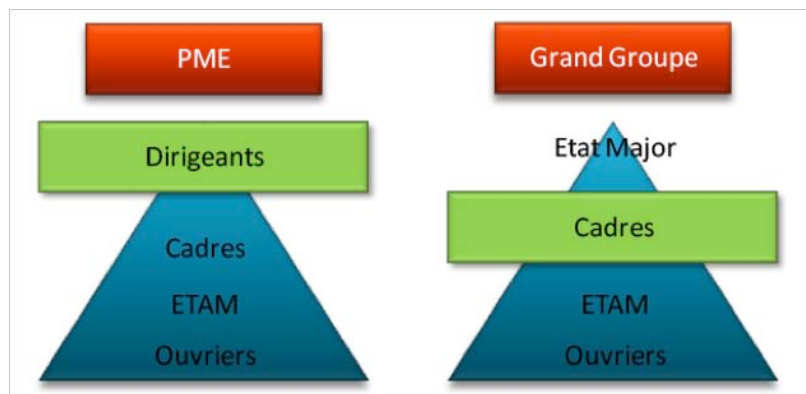 PME
Dirigeants
Cadres
ETAM
Ouvriers
Grand Groupe
Etat Major
Cadres
ETAM
Ouvriers